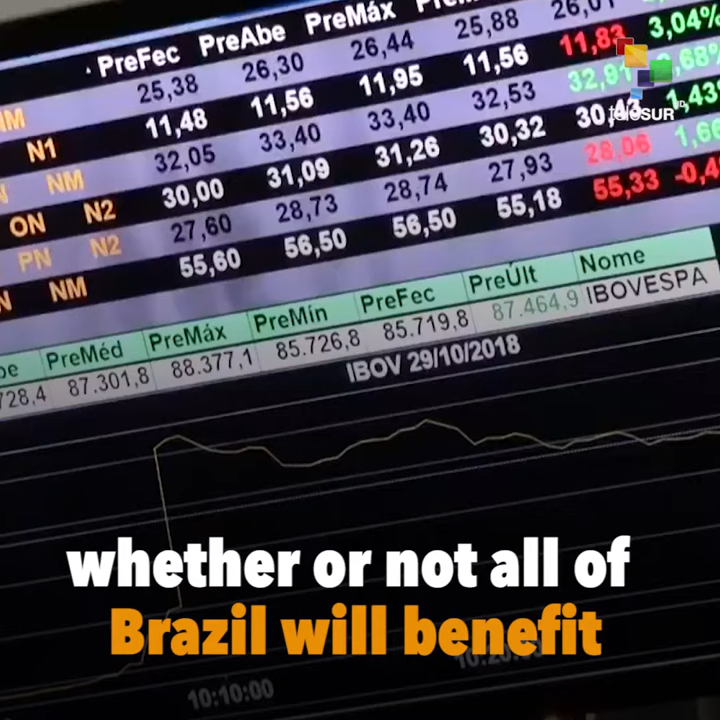 PreFec PreAbe PreMáx
25,38 26,30 26,44 25,88
N1 11,48 11,56 11,95 11,56 11,83 3,04%
NM 32,05 33,40 33,40 32,53
ON N2 30,00 31,09 31,26 30,32
PN N2 27,60 28,73 28,74 27,93 28,06
NM 55,60 56,50 56,50 55,18 55,33
teleSUR
PreMéd PreMáx PreMín PreFec PreÚlt Nome
728,4 87.301,8 88.377,1 85.726,8 85.719,8 87.464,9 IBOVESPA
IBOV 29/10/2018
whether or not all of
Brazil will benefit
10:10:00